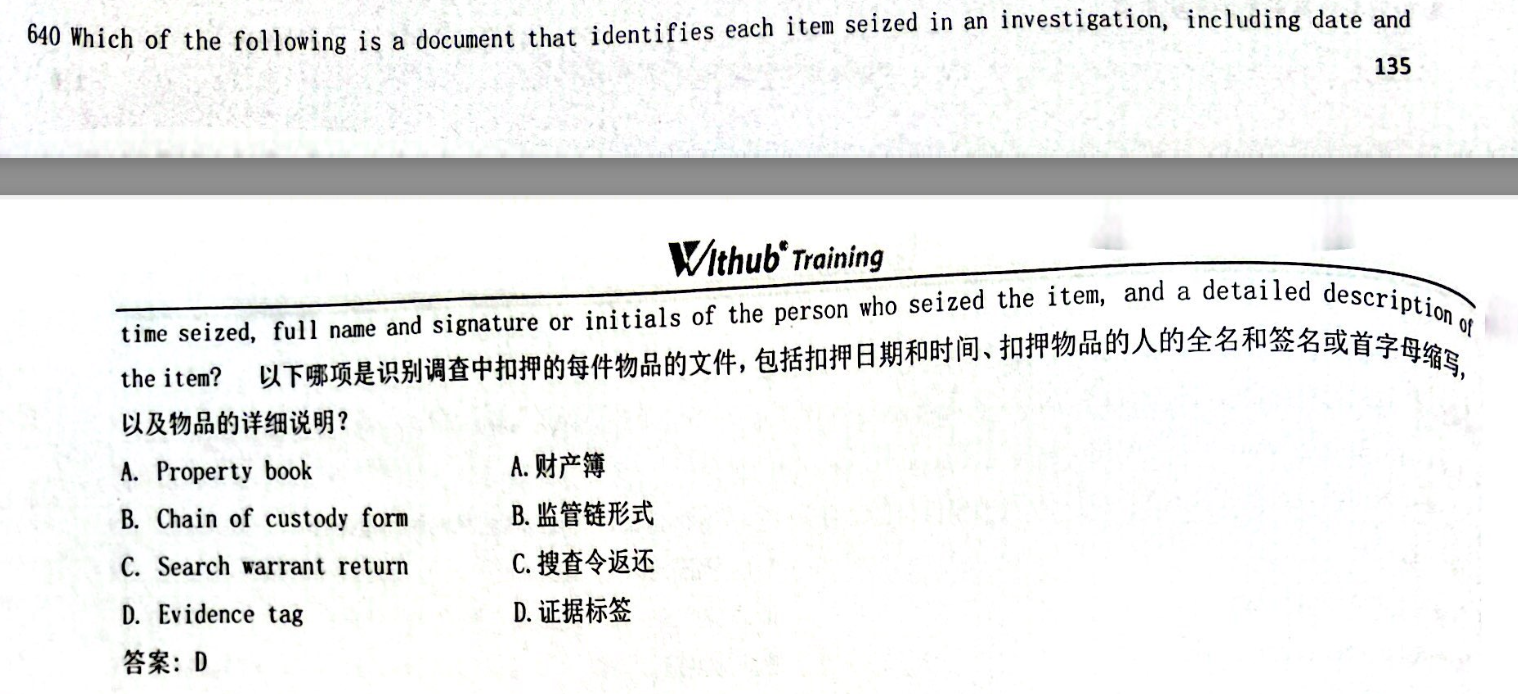 640 Which of the following is a document that identifies each item seized in an investigation, including date and
135
Withub® Training
time seized, full name and signature or initials of the person who seized the item, and a detailed description of
the item? 以下哪项是识别调查中扣押的每件物品的文件，包括扣押日期和时间、扣押物品的人的全名和签名或首字母缩写，
以及物品的详细说明？
A. Property book A. 财产簿
B. Chain of custody form B. 监管链形式
C. Search warrant return C. 搜查令返还
D. Evidence tag D. 证据标签
答案：D